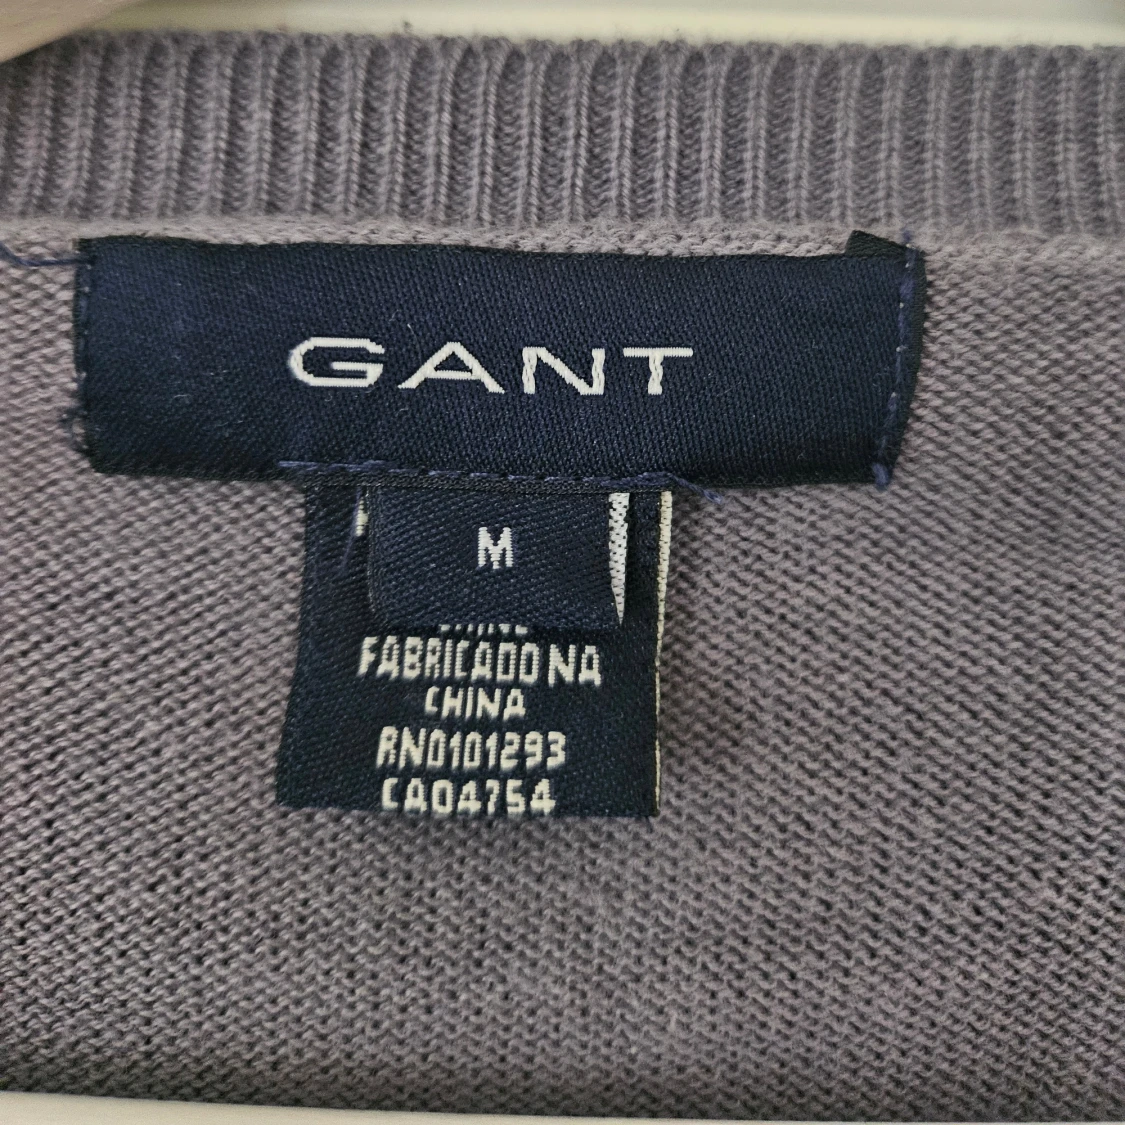 GANT
M
FABRICADO NA
CHINA
RN0101293
CA04754